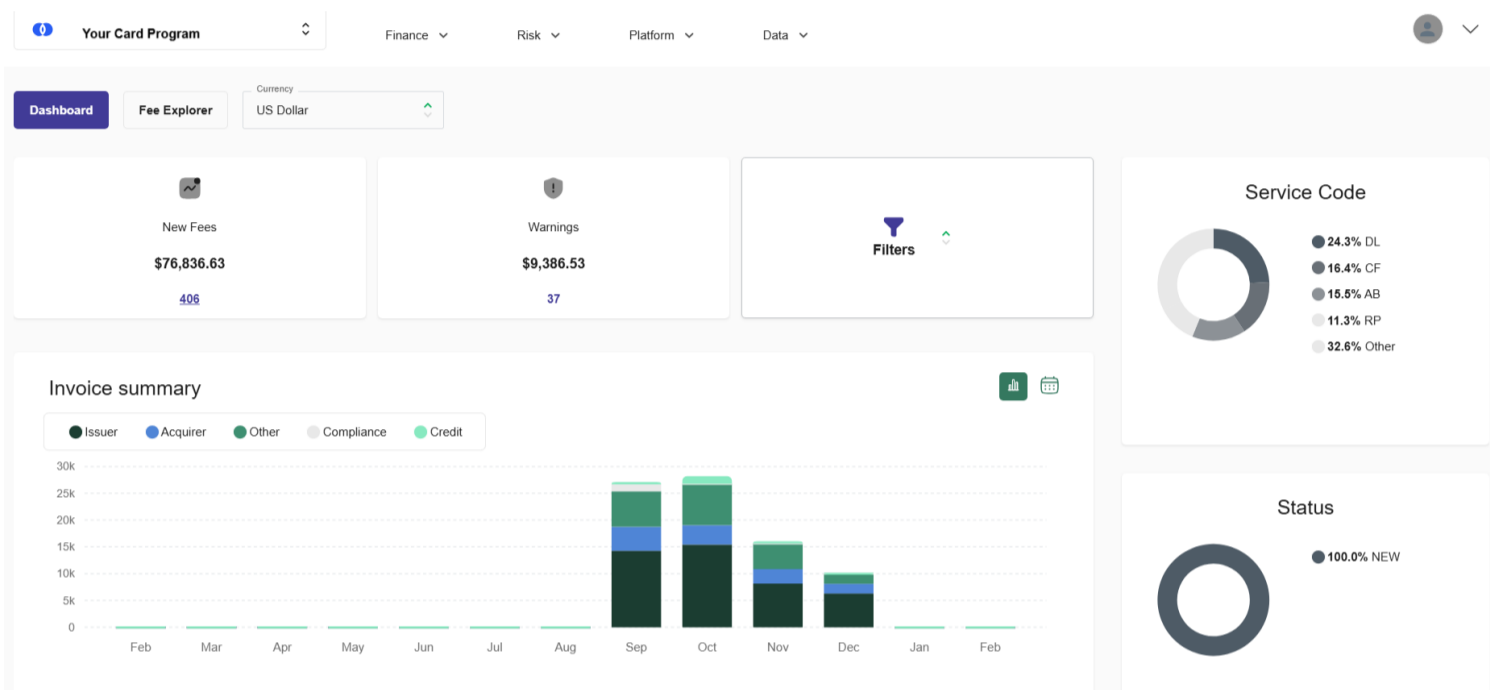 Your Card Program
Finance
Risk
Platform
Data
Dashboard
Fee Explorer
Currency
US Dollar
New Fees
$76,836.63
406
Warnings
$9,386.53
37
Filters
Service Code
24.3% DL
16.4% CF
15.5% AB
11.3% RP
32.6% Other
Invoice summary
Issuer Acquirer Other Compliance Credit
30k
25k
20k
15k
10k
5k
0
Feb Mar Apr May Jun Jul Aug Sep Oct Nov Dec Jan Feb
Status
100.0% NEW